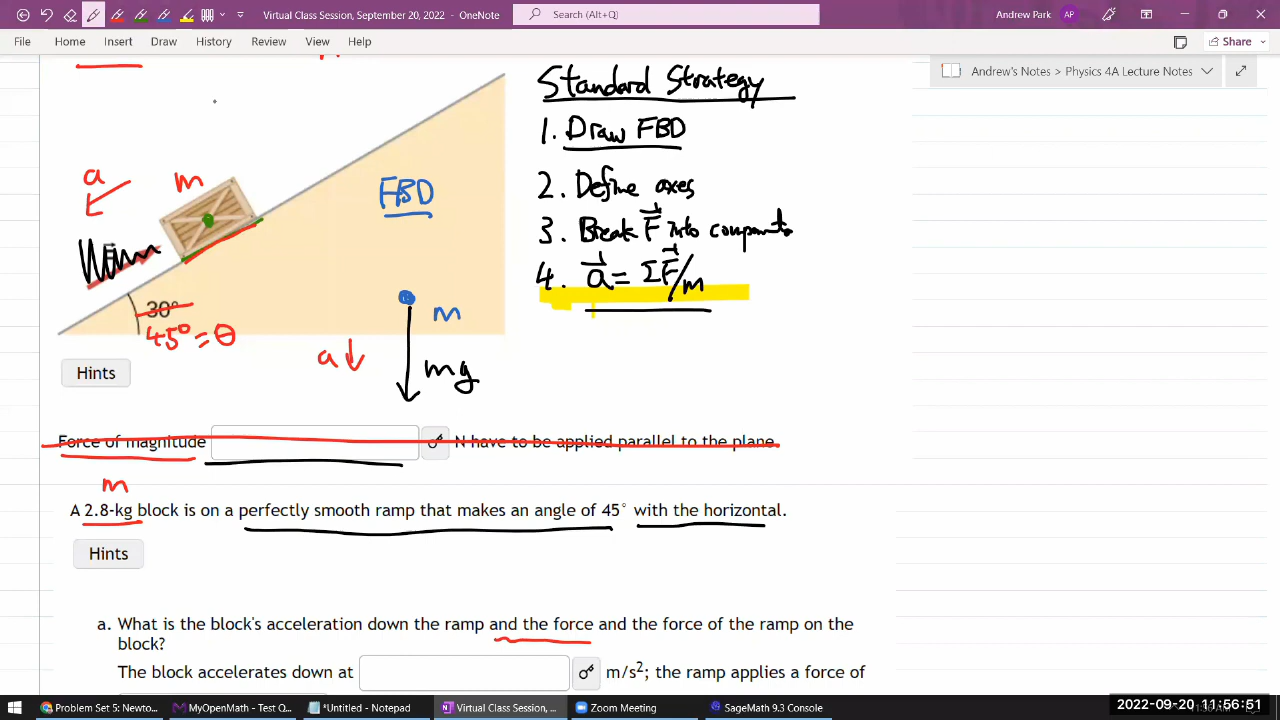 Virtual Class Session, September 20, 2022 - OneNote
Search (Alt+Q)
Andrew Park
AP
File Home Insert Draw History Review View Help
Share
Andrew's Notes > Physics 4A Lecture Notes
Standard Strategy
1. Draw FBD
2. Define axes
3. Break F into components
4. a = ΣF/m
a
m
FBD
30°
45° = θ
m
a↓
mg
Hints
Force of magnitude N have to be applied parallel to the plane.
m
A 2.8-kg block is on a perfectly smooth ramp that makes an angle of 45° with the horizontal.
Hints
a. What is the block's acceleration down the ramp and the force and the force of the ramp on the
block?
The block accelerates down at m/s²; the ramp applies a force of
Problem Set 5: Newto...
MyOpenMath - Test Q...
*Untitled - Notepad
Virtual Class Session, ...
Zoom Meeting
SageMath 9.3 Console
2022-09-20 11:56:51